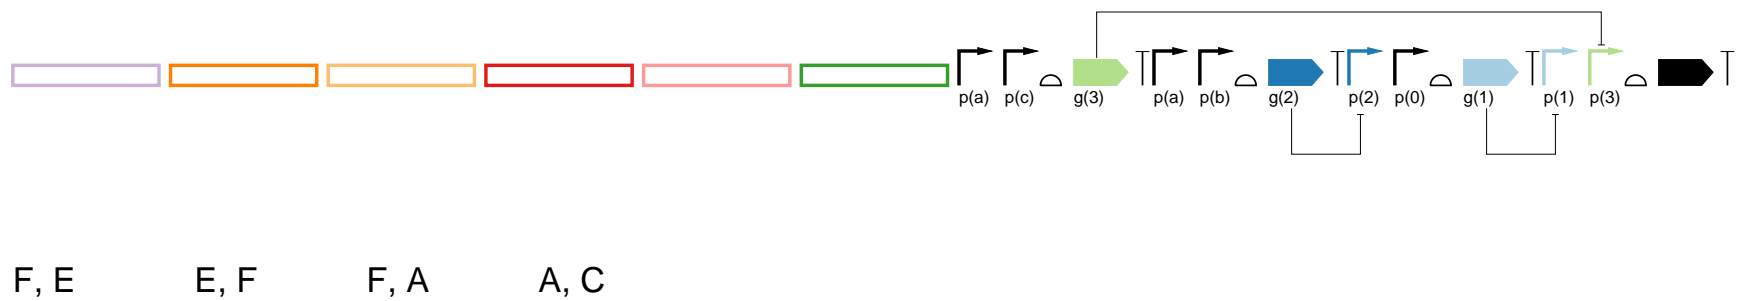 p(a) p(c) g(3) p(a) p(b) g(2) p(2) p(0) g(1) p(1) p(3)
F, E E, F F, A A, C